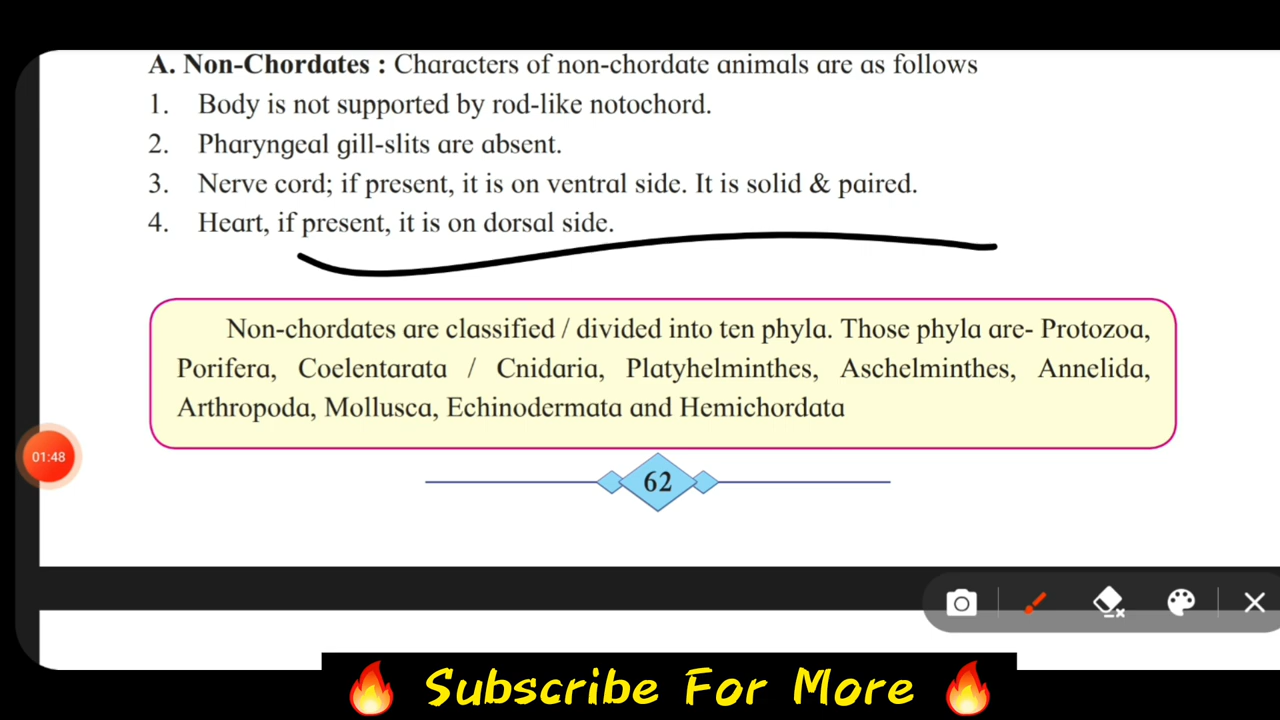 A. Non-Chordates : Characters of non-chordate animals are as follows
1. Body is not supported by rod-like notochord.
2. Pharyngeal gill-slits are absent.
3. Nerve cord; if present, it is on ventral side. It is solid & paired.
4. Heart, if present, it is on dorsal side.
Non-chordates are classified / divided into ten phyla. Those phyla are- Protozoa,
Porifera, Coelentarata / Cnidaria, Platyhelminthes, Aschelminthes, Annelida,
Arthropoda, Mollusca, Echinodermata and Hemichordata
01:48
62
🔥 Subscribe For More 🔥